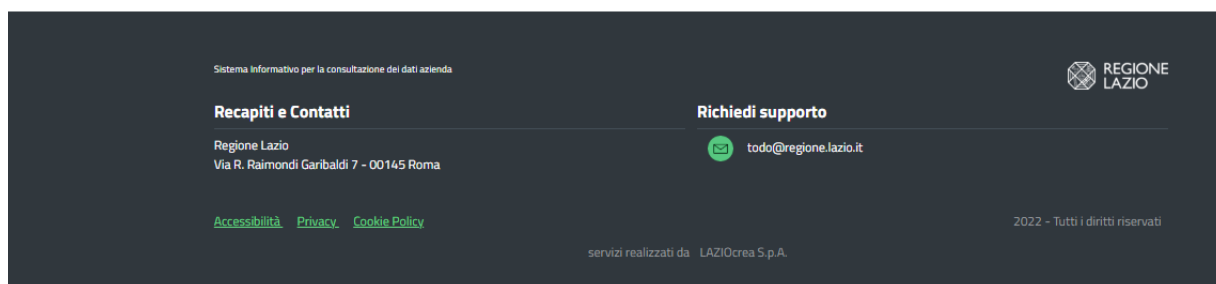 Sistema Informativo per la consultazione dei dati azienda
REGIONE
LAZIO
Recapiti e Contatti
Richiedi supporto
Regione Lazio
Via R. Raimondi Garibaldi 7 - 00145 Roma
todo@regione.lazio.it
Accessibilità Privacy Cookie Policy
2022 - Tutti i diritti riservati
servizi realizzati da LAZIOcrea S.p.A.